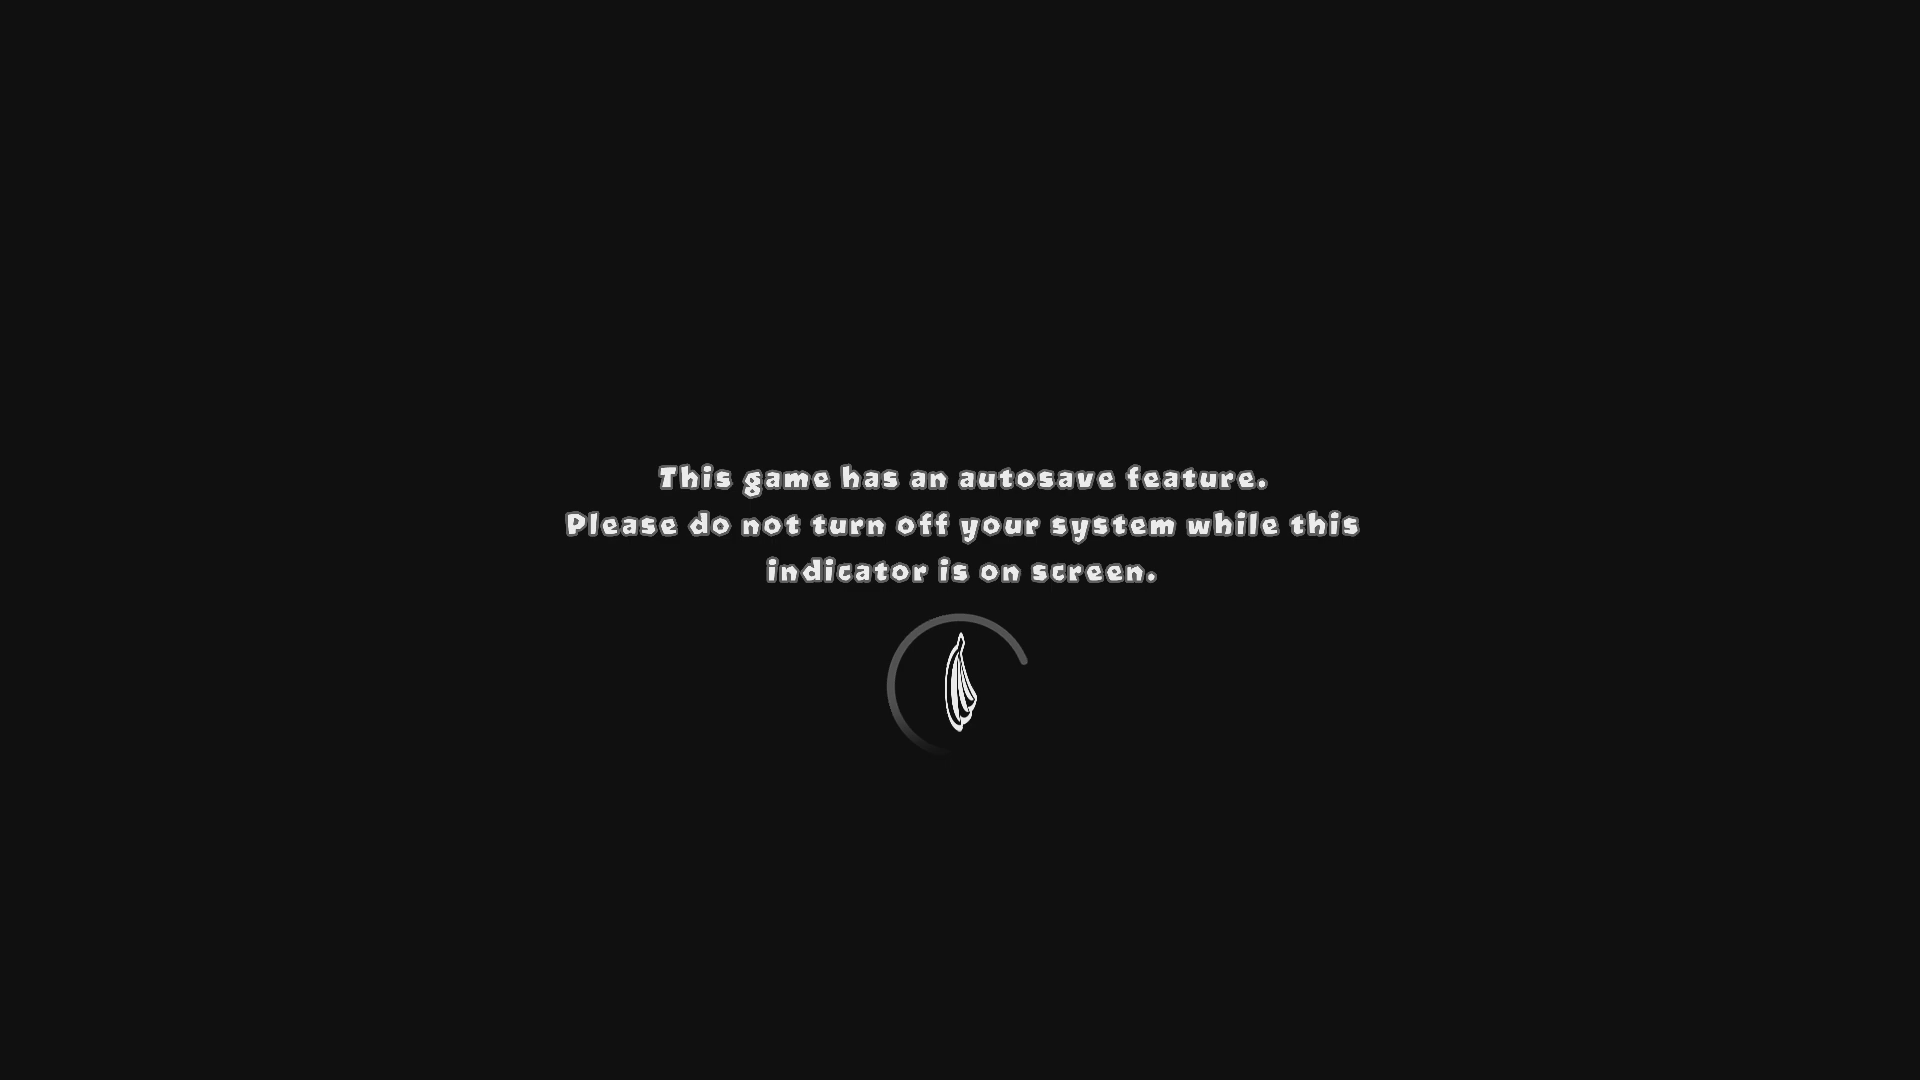 This game has an autosave feature.
Please do not turn off your system while this
indicator is on screen.